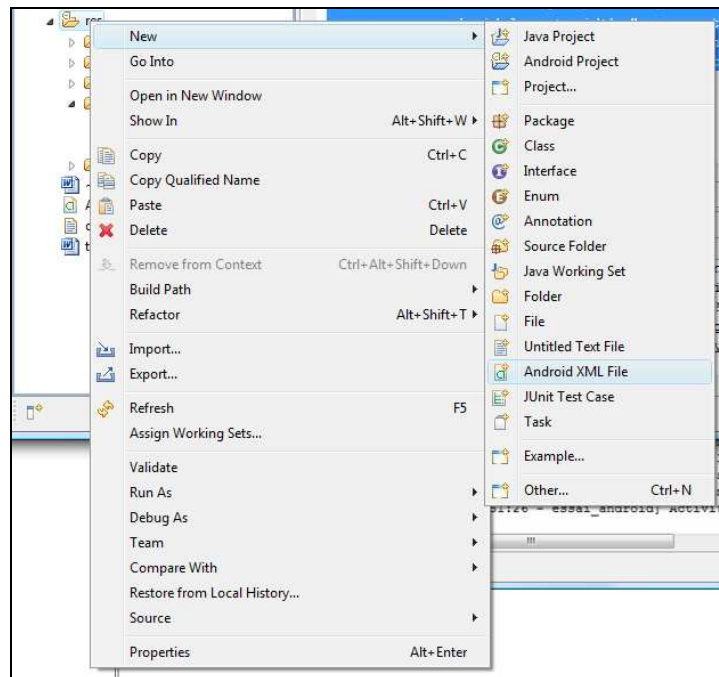 res
New
Go Into
Open in New Window
Show In Alt+Shift+W
Copy Ctrl+C
Copy Qualified Name
Paste Ctrl+V
Delete Delete
Remove from Context Ctrl+Alt+Shift+Down
Build Path
Refactor Alt+Shift+T
Import...
Export...
Refresh F5
Assign Working Sets...
Validate
Run As
Debug As
Team
Compare With
Restore from Local History...
Source
Properties Alt+Enter
Java Project
Android Project
Project...
Package
Class
Interface
Enum
Annotation
Source Folder
Java Working Set
Folder
File
Untitled Text File
Android XML File
JUnit Test Case
Task
Example...
Other... Ctrl+N
essai_android] Activi